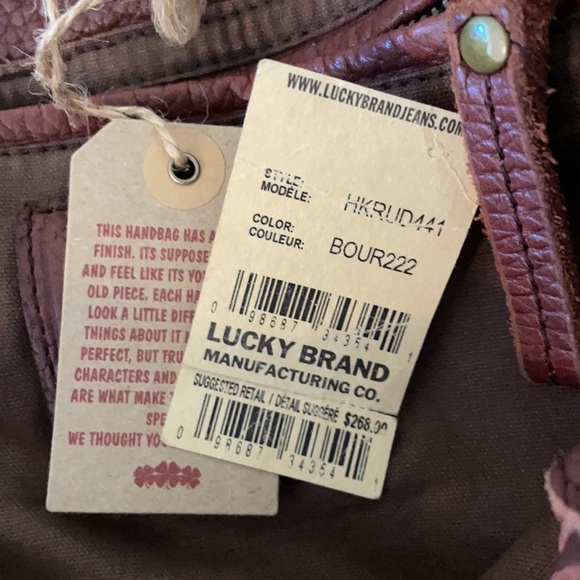 THIS HANDBAG HAS A
FINISH. ITS SUPPOSE
AND FEEL LIKE ITS YO
OLD PIECE. EACH HA
LOOK A LITTLE DIFFE
THINGS ABOUT IT
PERFECT, BUT TRU
CHARACTERS AND
ARE WHAT MAKE
SPE
WE THOUGHT YO
WWW.LUCKYBRANDJEANS.COM
STYLE:
MODÈLE: HKRUD441
COLOR:
COULEUR: BOUR222
0 98687 34354 1
LUCKY BRAND
MANUFACTURING CO.
SUGGESTED RETAIL / DÉTAIL SUGGÉRÉ $268.00
0 98687 34354 1